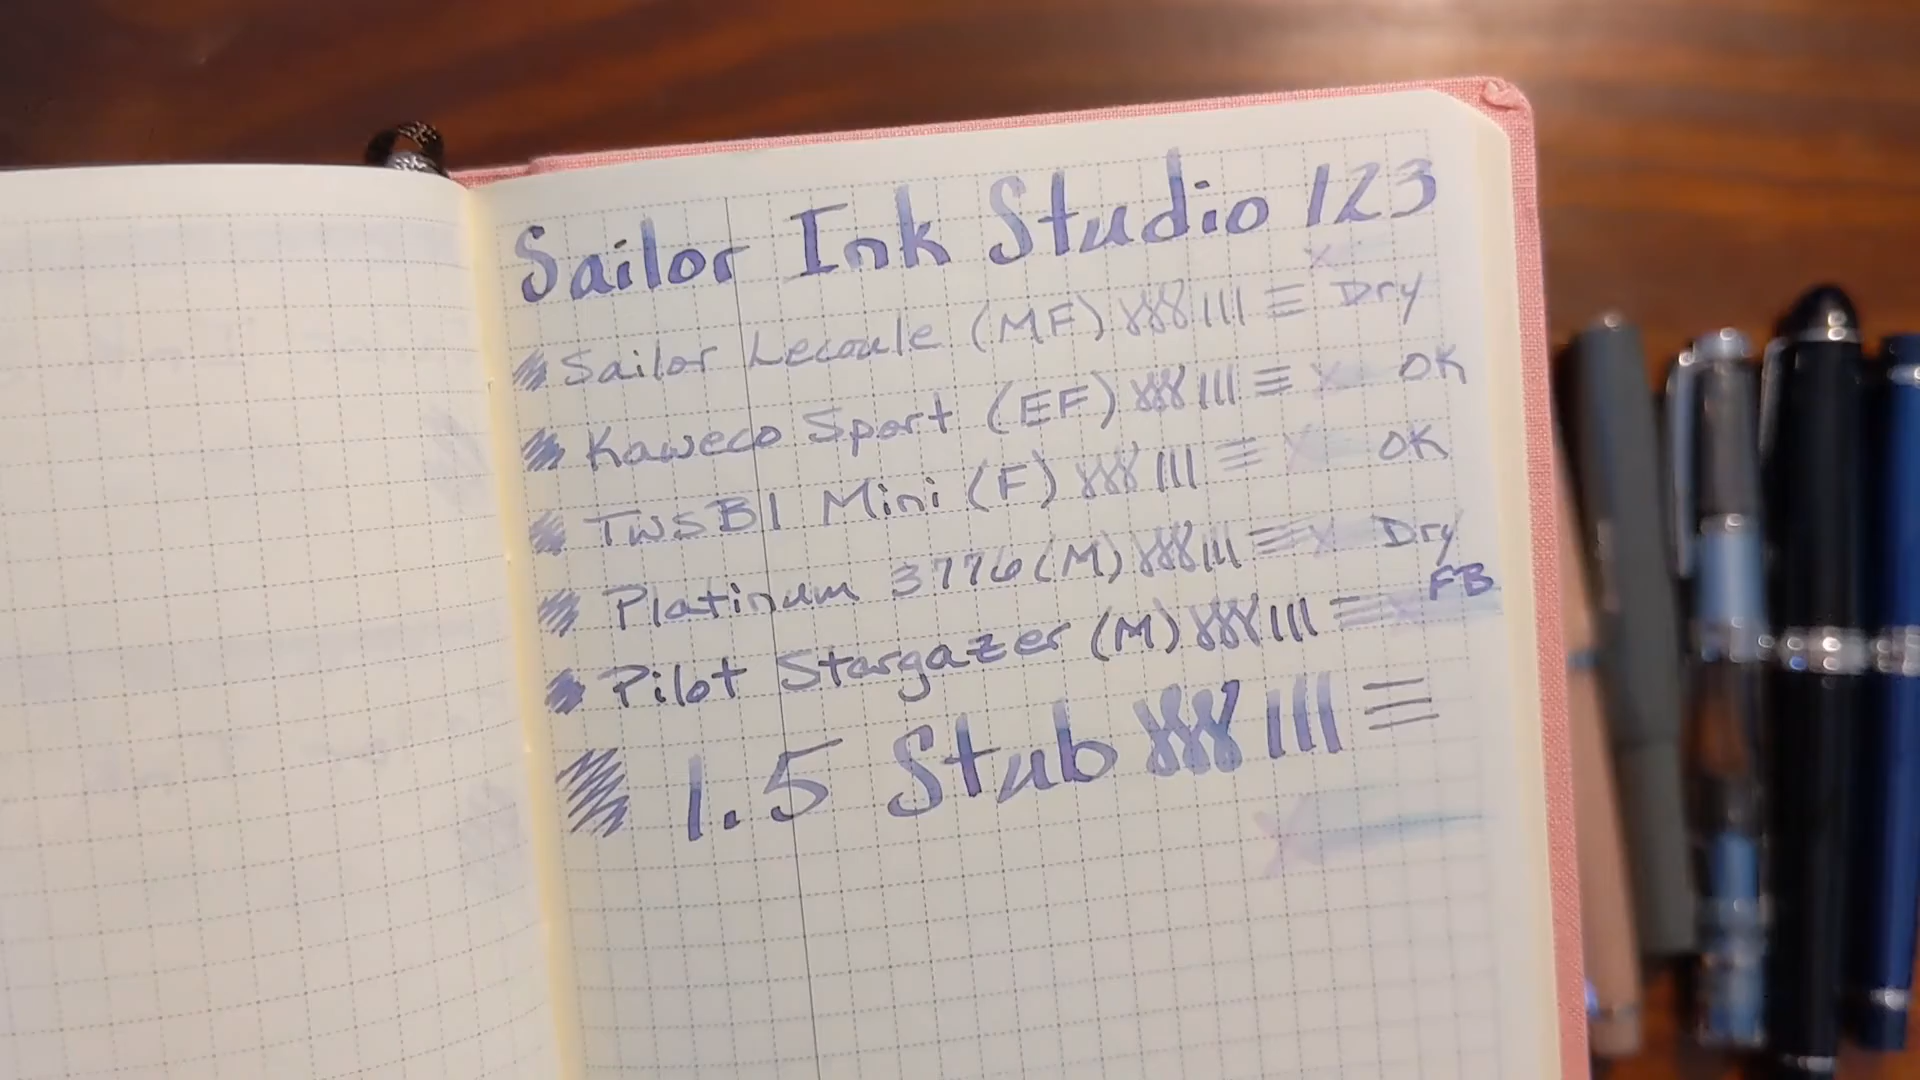 Sailor Ink Studio 123
Sailor Lecoule (MF) Dry
Kaweco Sport (EF) OK
TWSBI Mini (F) OK
Platinum 3776 (M) Dry
Pilot Stargazer (M) FB
1.5 Stub